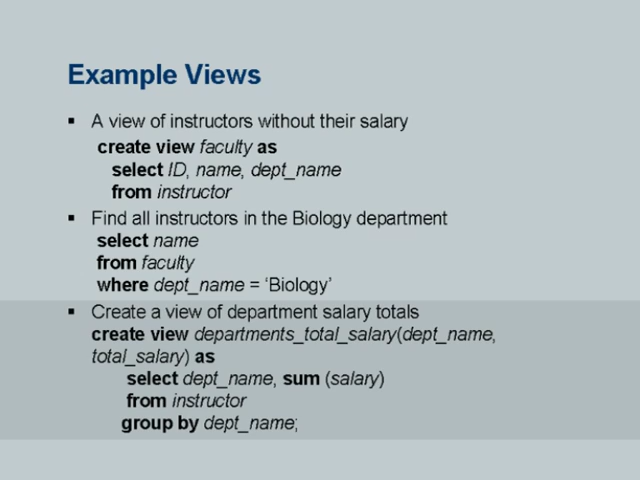 Example Views
▪ A view of instructors without their salary
create view faculty as
select ID, name, dept_name
from instructor
▪ Find all instructors in the Biology department
select name
from faculty
where dept_name = ‘Biology’
▪ Create a view of department salary totals
create view departments_total_salary(dept_name,
total_salary) as
select dept_name, sum (salary)
from instructor
group by dept_name;